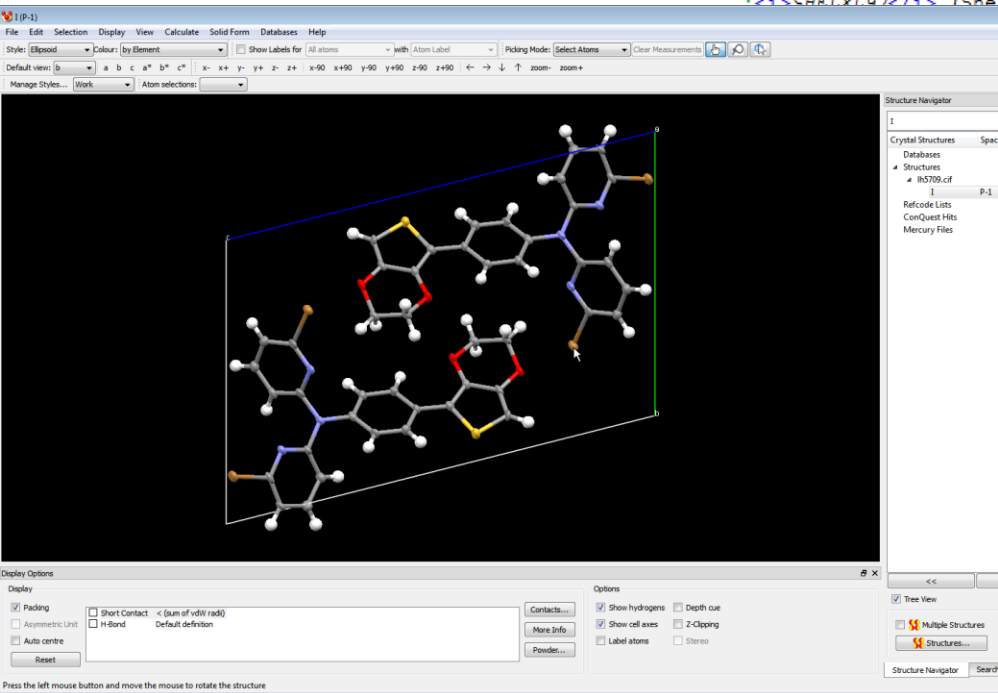 I (P-1)
File Edit Selection Display View Calculate Solid Form Databases Help
Style: Ellipsoid Colour: by Element Show Labels for All atoms with Atom Label Picking Mode: Select Atoms Clear Measurements
Default view: b a b c a* b* c* x- x+ y- y+ z- z+ x-90 x+90 y-90 y+90 z-90 z+90 ← → ↓ ↑ zoom- zoom+
Manage Styles... Work Atom selections:
Structure Navigator
I
Crystal Structures Spac
Databases
Structures
lh5709.cif
I P-1
Refcode Lists
ConQuest Hits
Mercury Files
a
c
b
Display Options
Display
Packing
Asymmetric Unit
Auto centre
Reset
Short Contact < (sum of vdW radii)
H-Bond Default definition
Contacts...
More Info
Powder...
Options
Show hydrogens Depth cue
Show cell axes Z-Clipping
Label atoms Stereo
<<
Tree View
Multiple Structures
Structures...
Structure Navigator Search
Press the left mouse button and move the mouse to rotate the structure